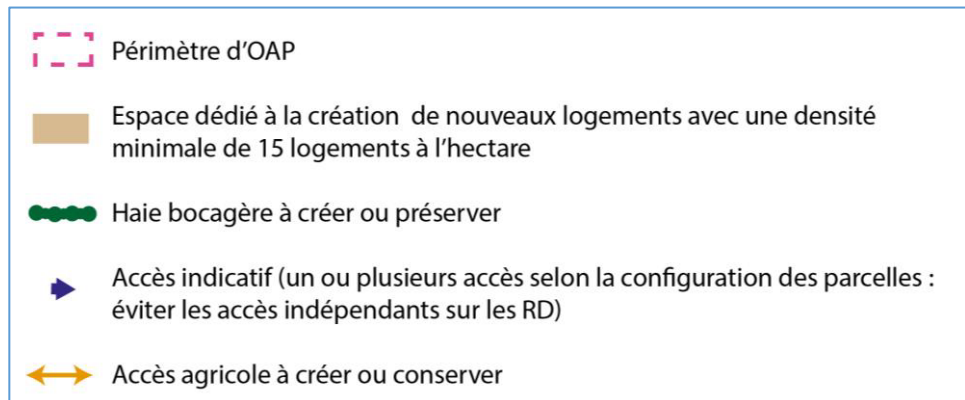 Périmètre d'OAP
Espace dédié à la création de nouveaux logements avec une densité
minimale de 15 logements à l'hectare
Haie bocagère à créer ou préserver
Accès indicatif (un ou plusieurs accès selon la configuration des parcelles :
éviter les accès indépendants sur les RD)
Accès agricole à créer ou conserver